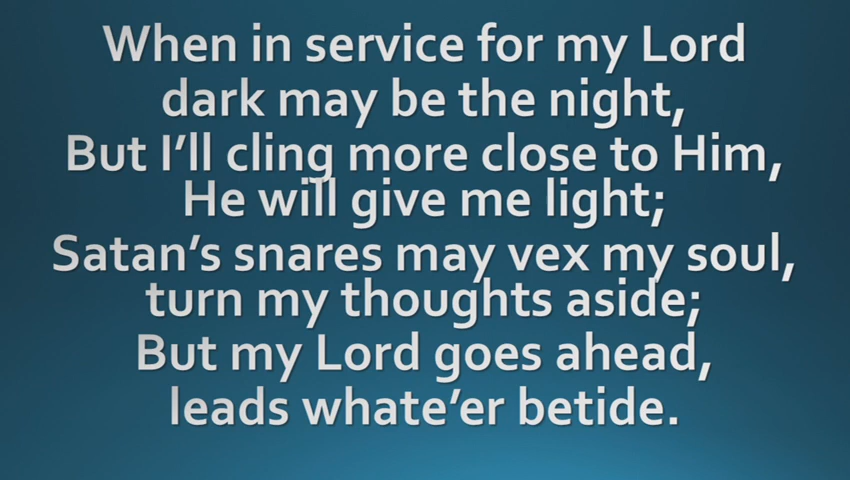 When in service for my Lord
dark may be the night,
But I’ll cling more close to Him,
He will give me light;
Satan’s snares may vex my soul,
turn my thoughts aside;
But my Lord goes ahead,
leads whate’er betide.